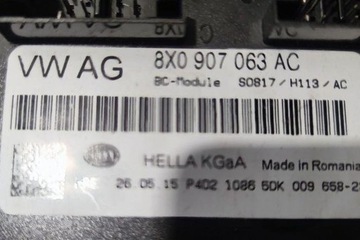 VW AG 8X0 907 063 AC
BC-Module S0817/H113/AC
HELLA KGaA Made in Romania
26.05.15 P402 1086 5DK 009 658-2